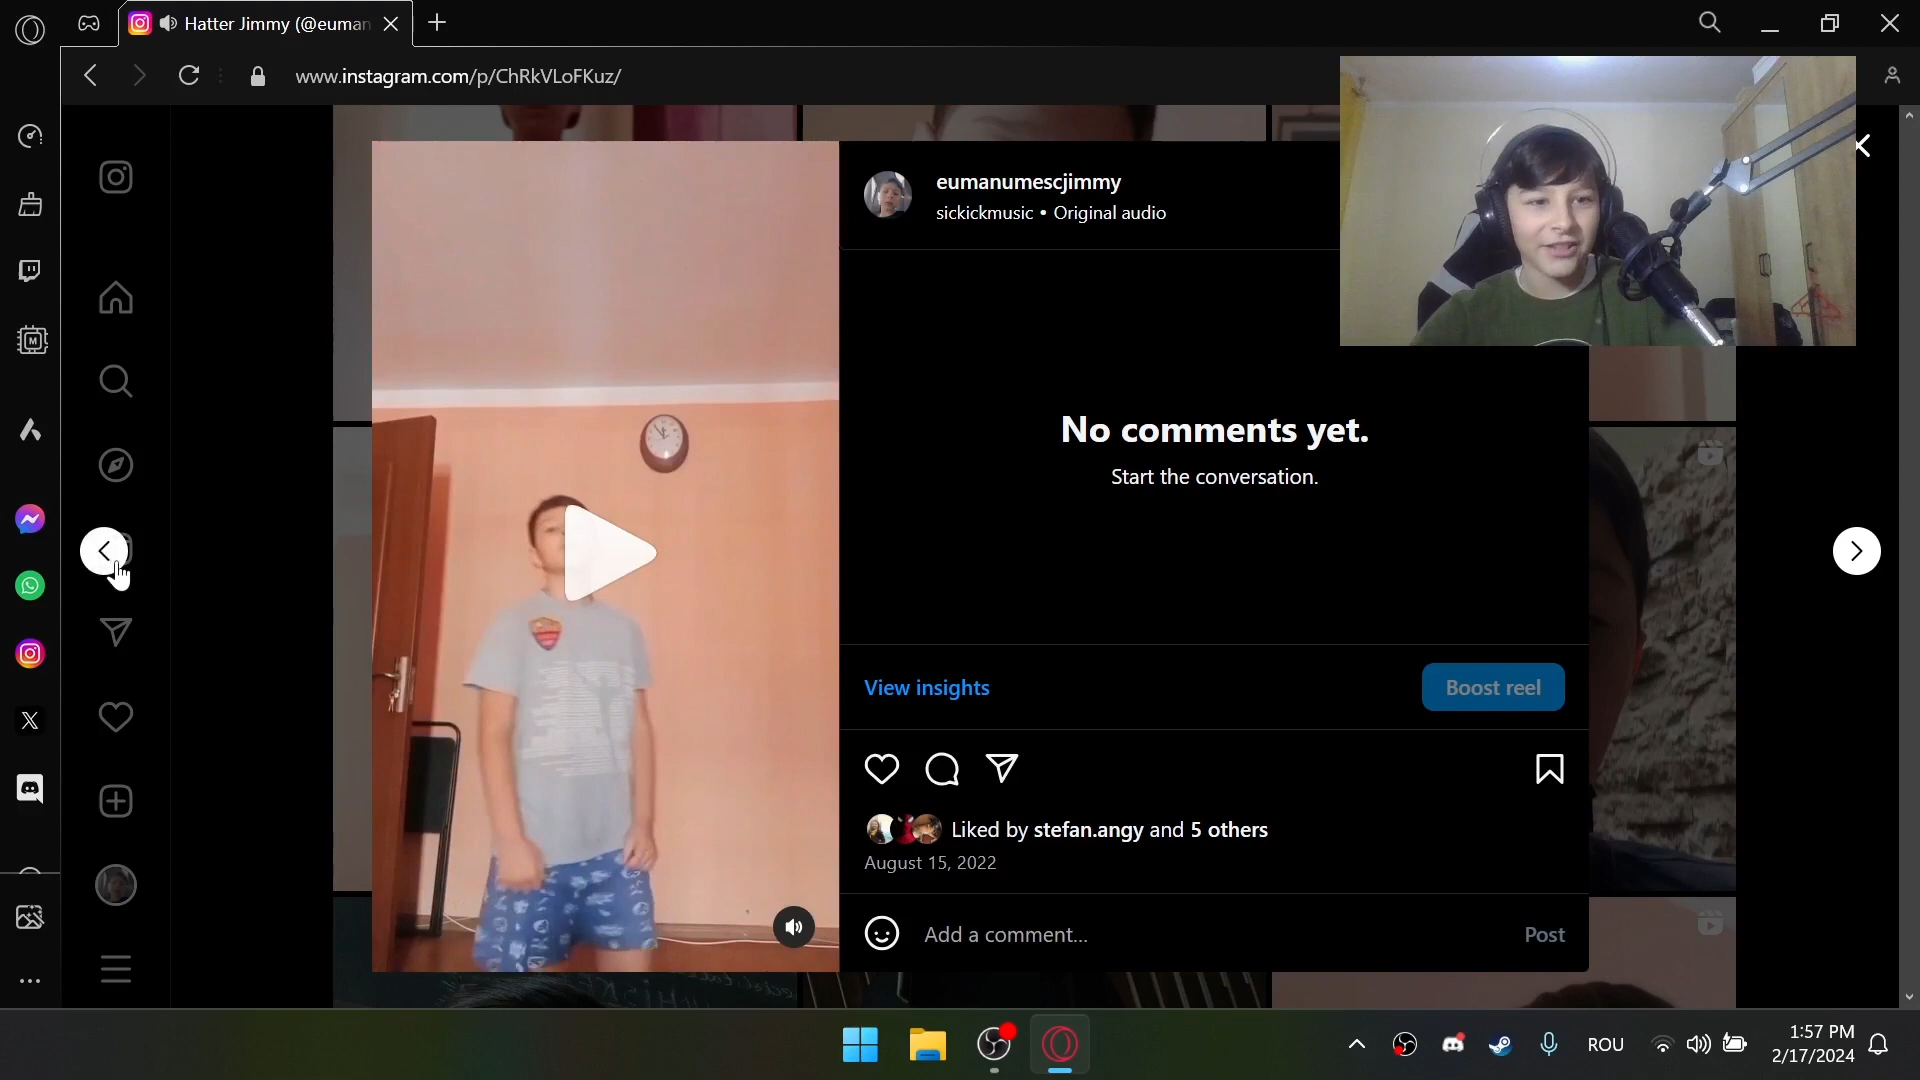 Hatter Jimmy (@euman
www.instagram.com/p/ChRkVLoFKuz/
eumanumescjimmy
sickickmusic • Original audio
No comments yet.
Start the conversation.
View insights
Boost reel
Liked by stefan.angy and 5 others
August 15, 2022
Add a comment...
Post
ROU
1:57 PM
2/17/2024